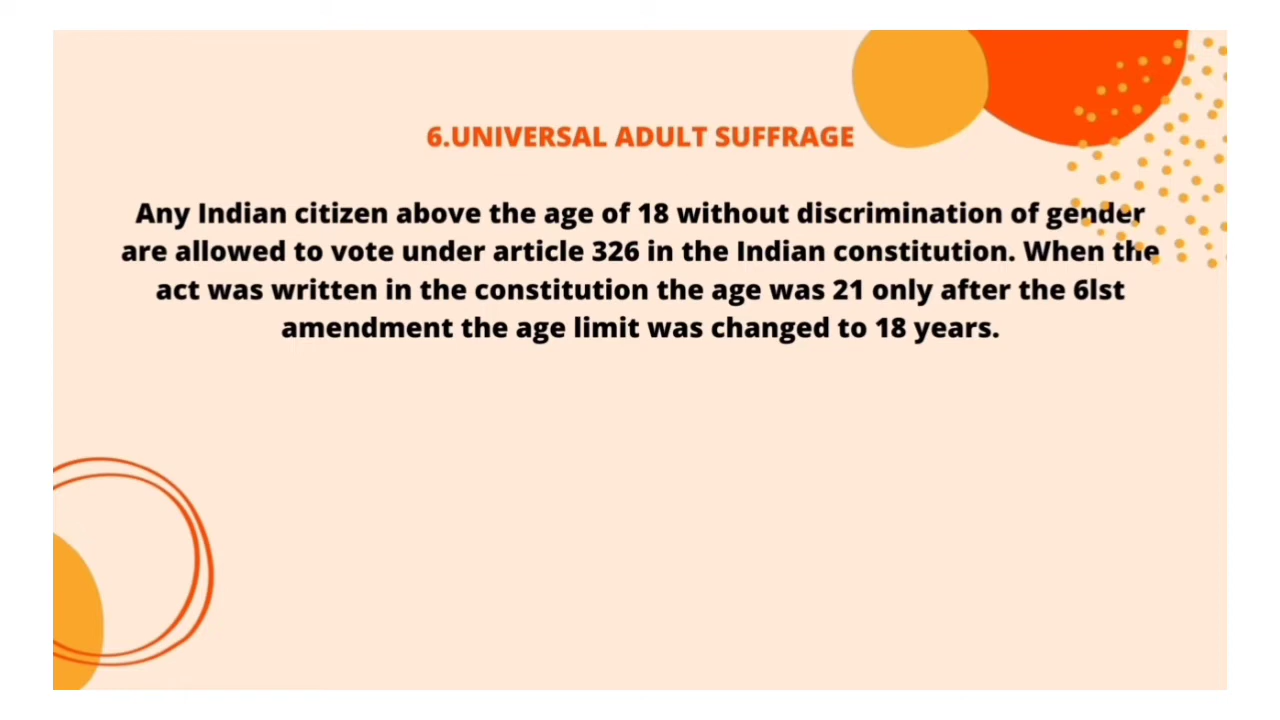 6.UNIVERSAL ADULT SUFFRAGE
Any Indian citizen above the age of 18 without discrimination of gender
are allowed to vote under article 326 in the Indian constitution. When the
act was written in the constitution the age was 21 only after the 6lst
amendment the age limit was changed to 18 years.